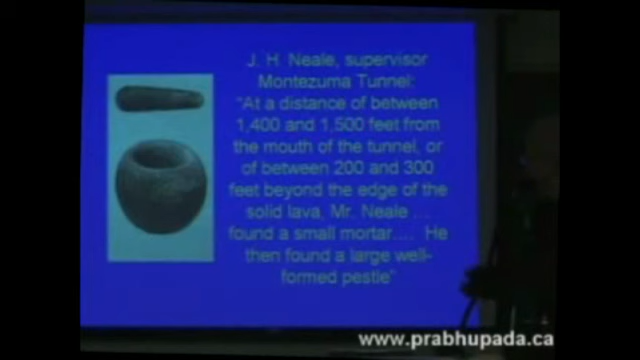 J. H. Neale, supervisor
Montezuma Tunnel:
"At a distance of between
1,400 and 1,500 feet from
the mouth of the tunnel, or
of between 200 and 300
feet beyond the edge of the
solid lava, Mr. Neale ...
found a small mortar.... He
then found a large well-
formed pestle"
www.prabhupada.ca